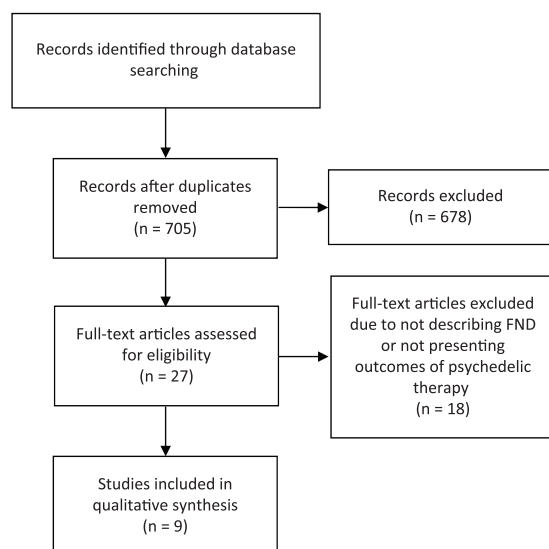 Records identified through database
searching
Records after duplicates
removed
(n = 705)
Records excluded
(n = 678)
Full-text articles assessed
for eligibility
(n = 27)
Full-text articles excluded
due to not describing FND
or not presenting
outcomes of psychedelic
therapy
(n = 18)
Studies included in
qualitative synthesis
(n = 9)